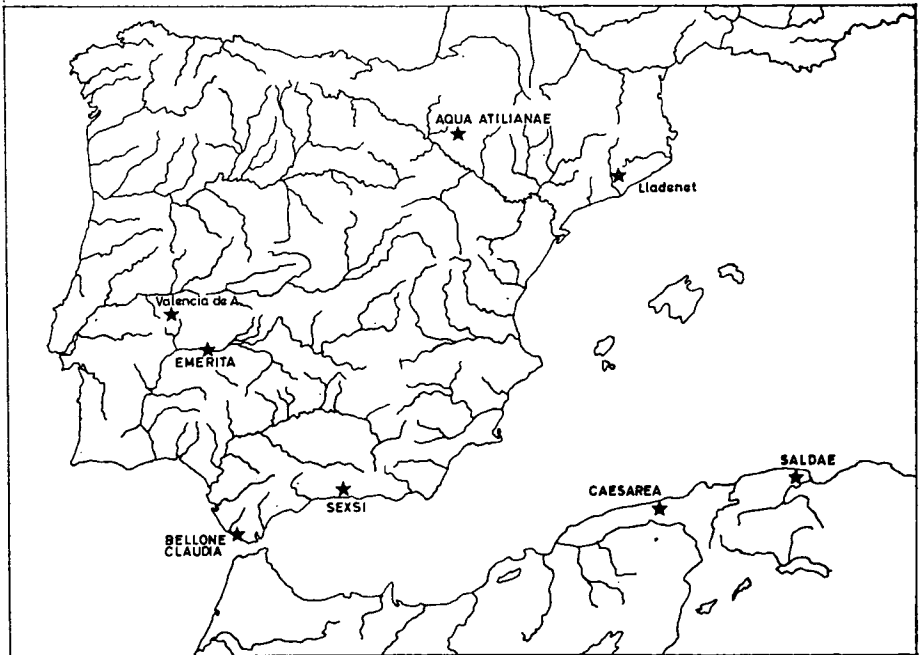 AQUA ATILIANAE
Lladenet
Valencia de A.
EMERITA
SALDAE
CAESAREA
SEXSI
BELLONE
CLAUDIA